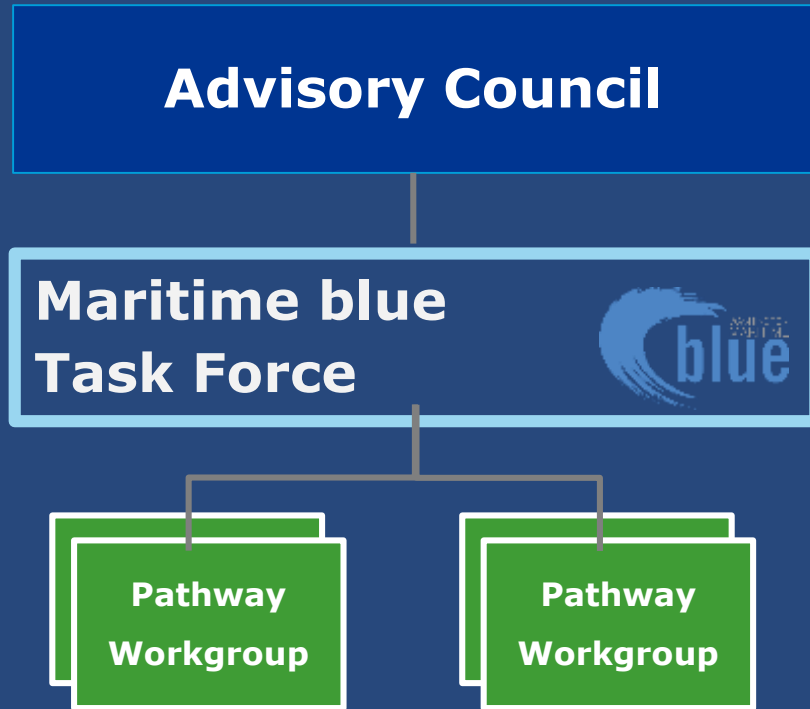 Advisory Council
Maritime blue
Task Force
blue
Pathway
Workgroup
Pathway
Workgroup